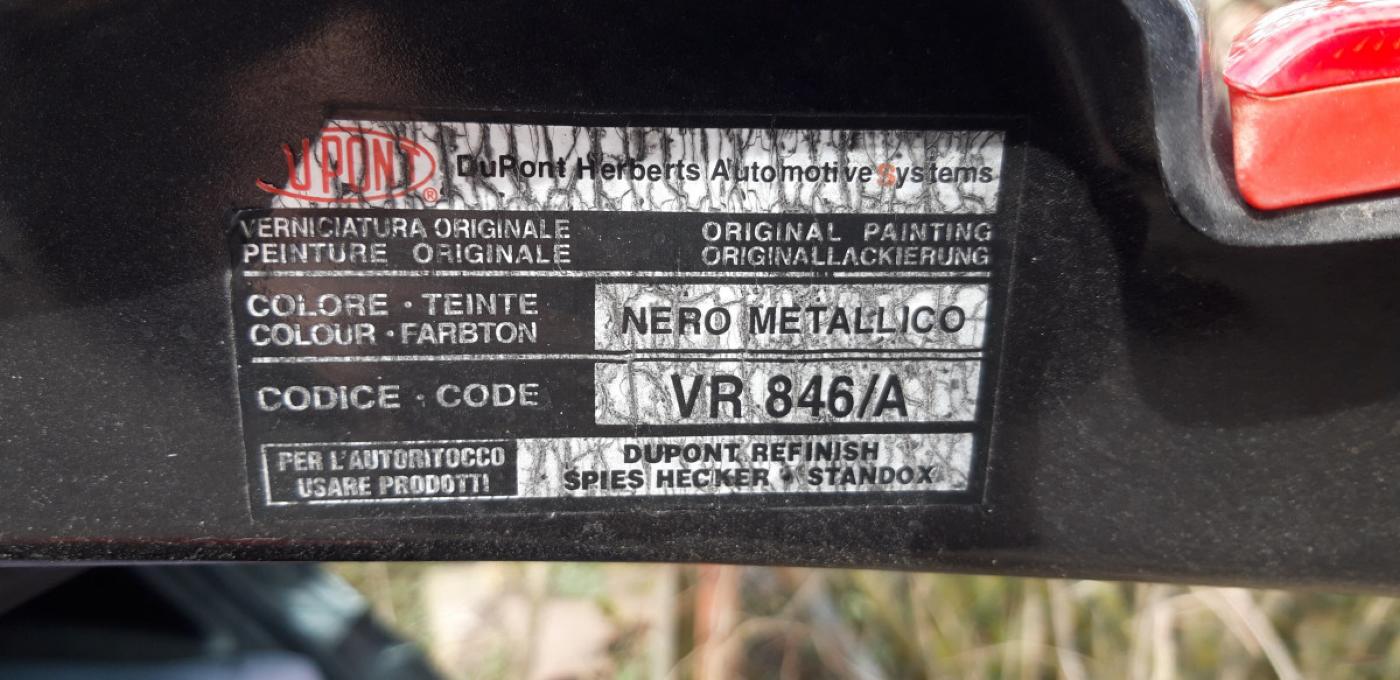 DUPONT ® DuPont Herberts Automotive Systems
VERNICIATURA ORIGINALE ORIGINAL PAINTING
PEINTURE ORIGINALE ORIGINALLACKIERUNG
COLORE · TEINTE
COLOUR · FARBTON
NERO METALLICO
CODICE · CODE VR 846/A
PER L'AUTORITOCCO
USARE PRODOTTI
DUPONT REFINISH
SPIES HECKER · STANDOX